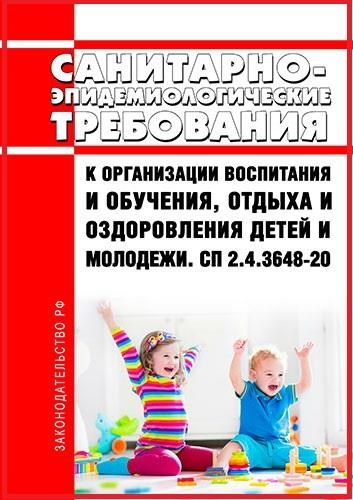 САНИТАРНО-
ЭПИДЕМИОЛОГИЧЕСКИЕ
ТРЕБОВАНИЯ
К ОРГАНИЗАЦИИ ВОСПИТАНИЯ
И ОБУЧЕНИЯ, ОТДЫХА И
ОЗДОРОВЛЕНИЯ ДЕТЕЙ И
МОЛОДЕЖИ. СП 2.4.3648-20
ЗАКОНОДАТЕЛЬСТВО РФ